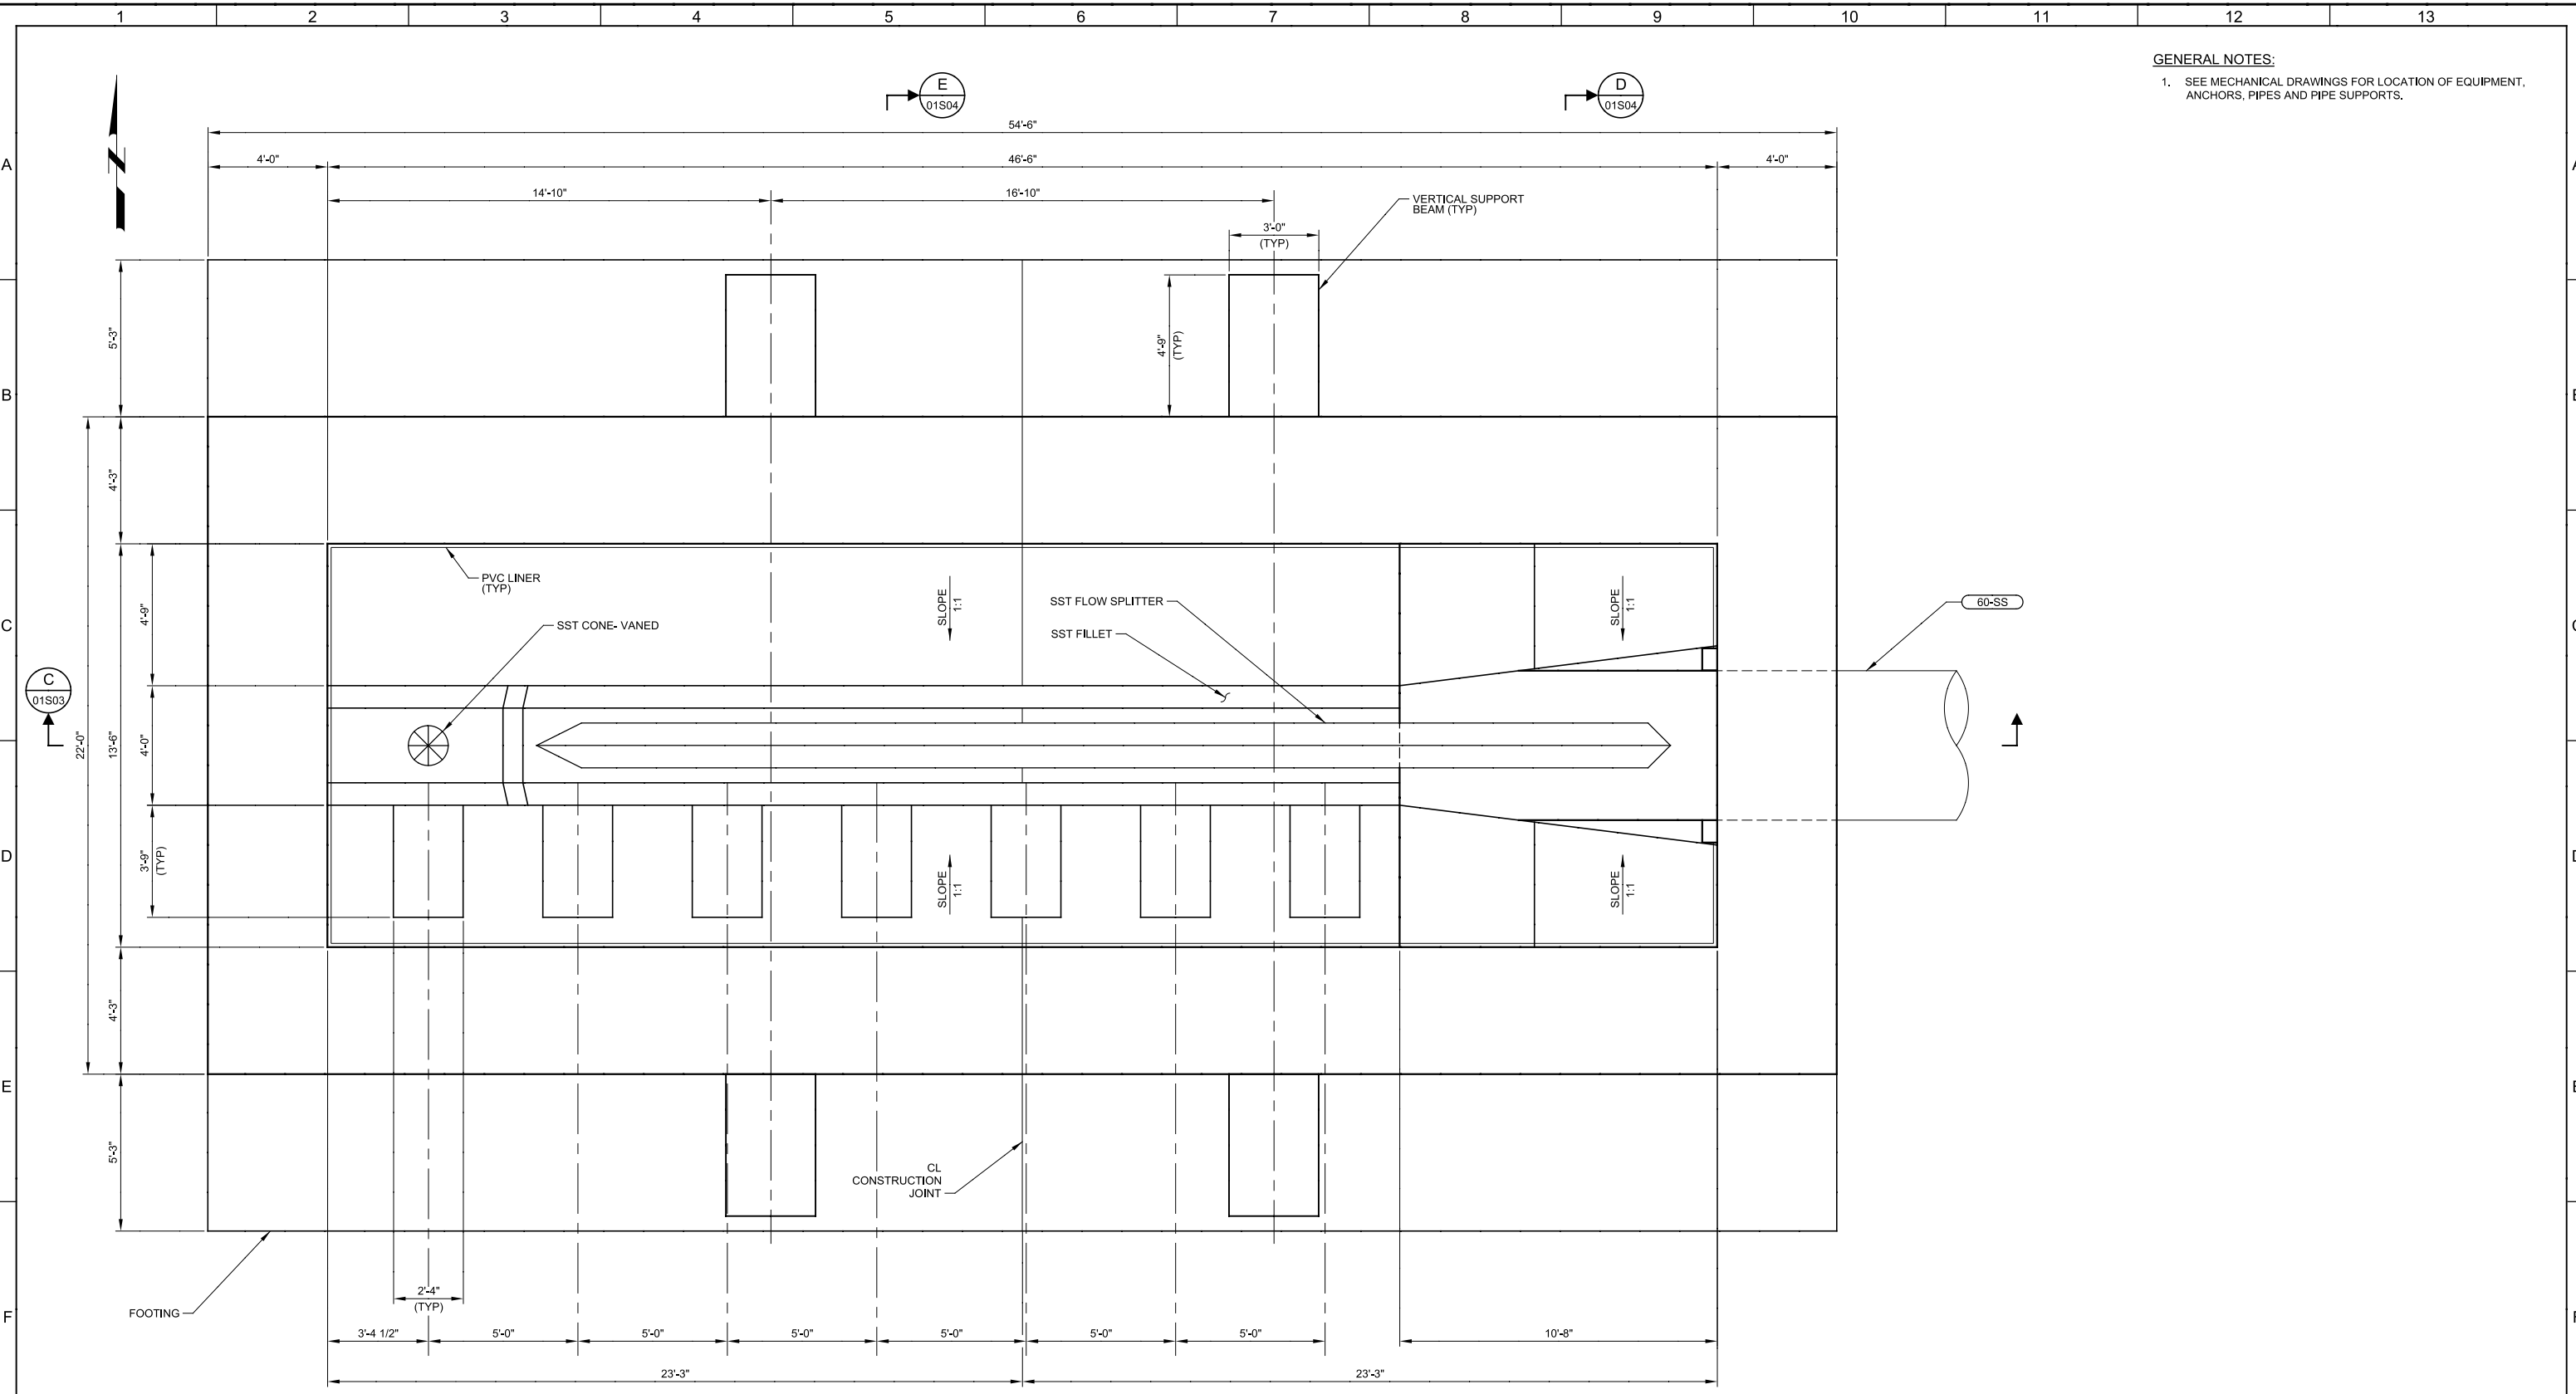 1 2 3 4 5 6 7 8 9 10 11 12 13
GENERAL NOTES:
1. SEE MECHANICAL DRAWINGS FOR LOCATION OF EQUIPMENT,
ANCHORS, PIPES AND PIPE SUPPORTS.
E
01S04
D
01S04
54'-6"
A
4'-0"
46'-6"
4'-0"
A
14'-10"
16'-10"
VERTICAL SUPPORT
BEAM (TYP)
3'-0"
(TYP)
N
5'-3"
4'-9"
(TYP)
B
B
4'-3"
PVC LINER
(TYP)
SLOPE
1:1
SST FLOW SPLITTER
SLOPE
1:1
60-SS
4'-9"
C
SST CONE- VANED
SST FILLET
C
C
01S03
22'-0"
13'-6"
4'-0"
D
3'-9"
(TYP)
SLOPE
1:1
SLOPE
1:1
D
4'-3"
E
E
5'-3"
CL
CONSTRUCTION
JOINT
2'-4"
(TYP)
FOOTING
F
F
3'-4 1/2"
5'-0"
5'-0"
5'-0"
5'-0"
5'-0"
5'-0"
10'-8"
23'-3"
23'-3"